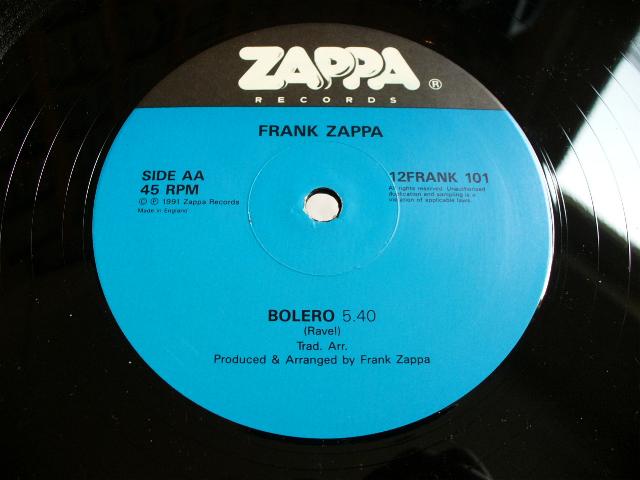 ZAPPA ®
RECORDS
FRANK ZAPPA
SIDE AA
45 RPM
© ℗ 1991 Zappa Records
Made in England
12FRANK 101
All rights reserved. Unauthorised
duplication and sampling is a
violation of applicable laws.
BOLERO 5.40
(Ravel)
Trad. Arr.
Produced & Arranged by Frank Zappa